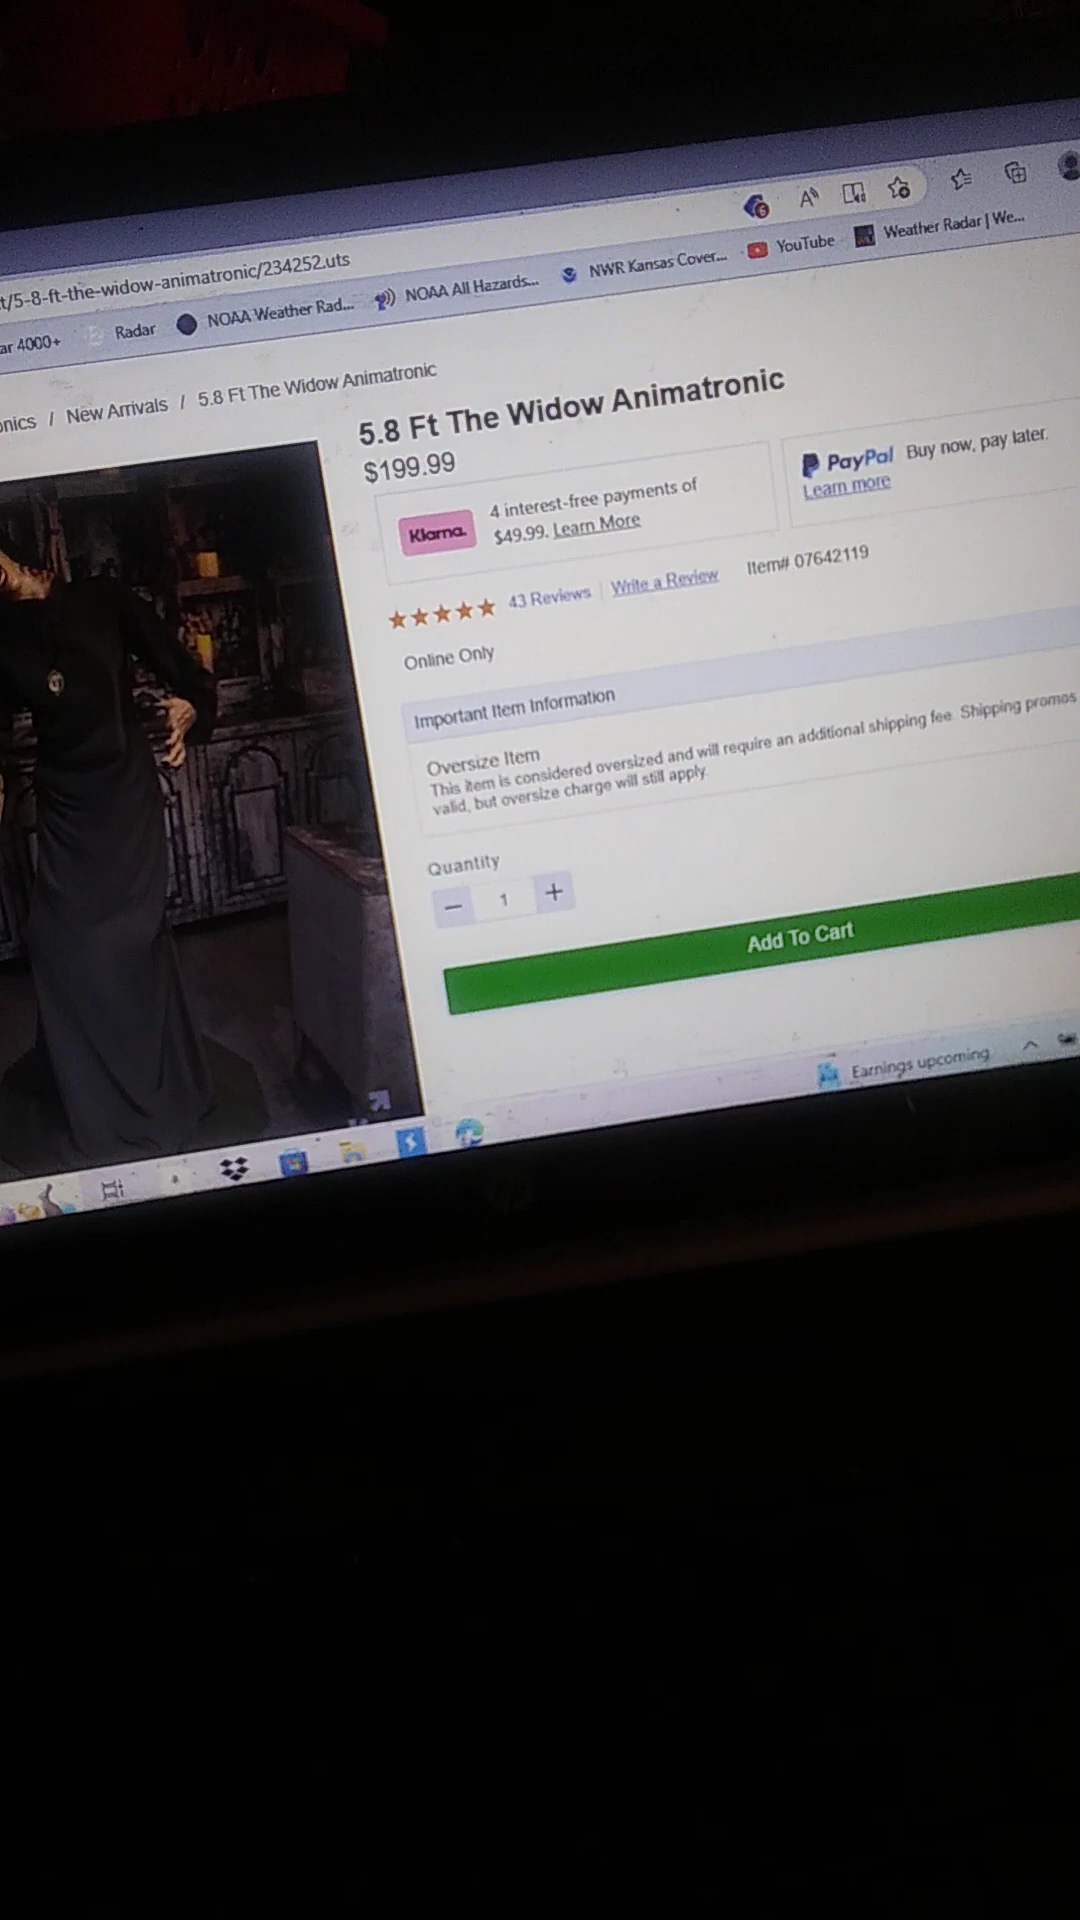 t/5-8-ft-the-widow-animatronic/234252.uts
ar 4000+ Radar NOAA Weather Rad... NOAA All Hazards... NWR Kansas Cover... YouTube Weather Radar | We...
onics / New Arrivals / 5.8 Ft The Widow Animatronic
5.8 Ft The Widow Animatronic
$199.99
Klarna. 4 interest-free payments of
$49.99. Learn More
PayPal Buy now, pay later.
Learn more
43 Reviews Write a Review Item# 07642119
Online Only
Important Item Information
Oversize Item
This item is considered oversized and will require an additional shipping fee. Shipping promos
valid, but oversize charge will still apply.
Quantity
− 1 +
Add To Cart
Earnings upcoming